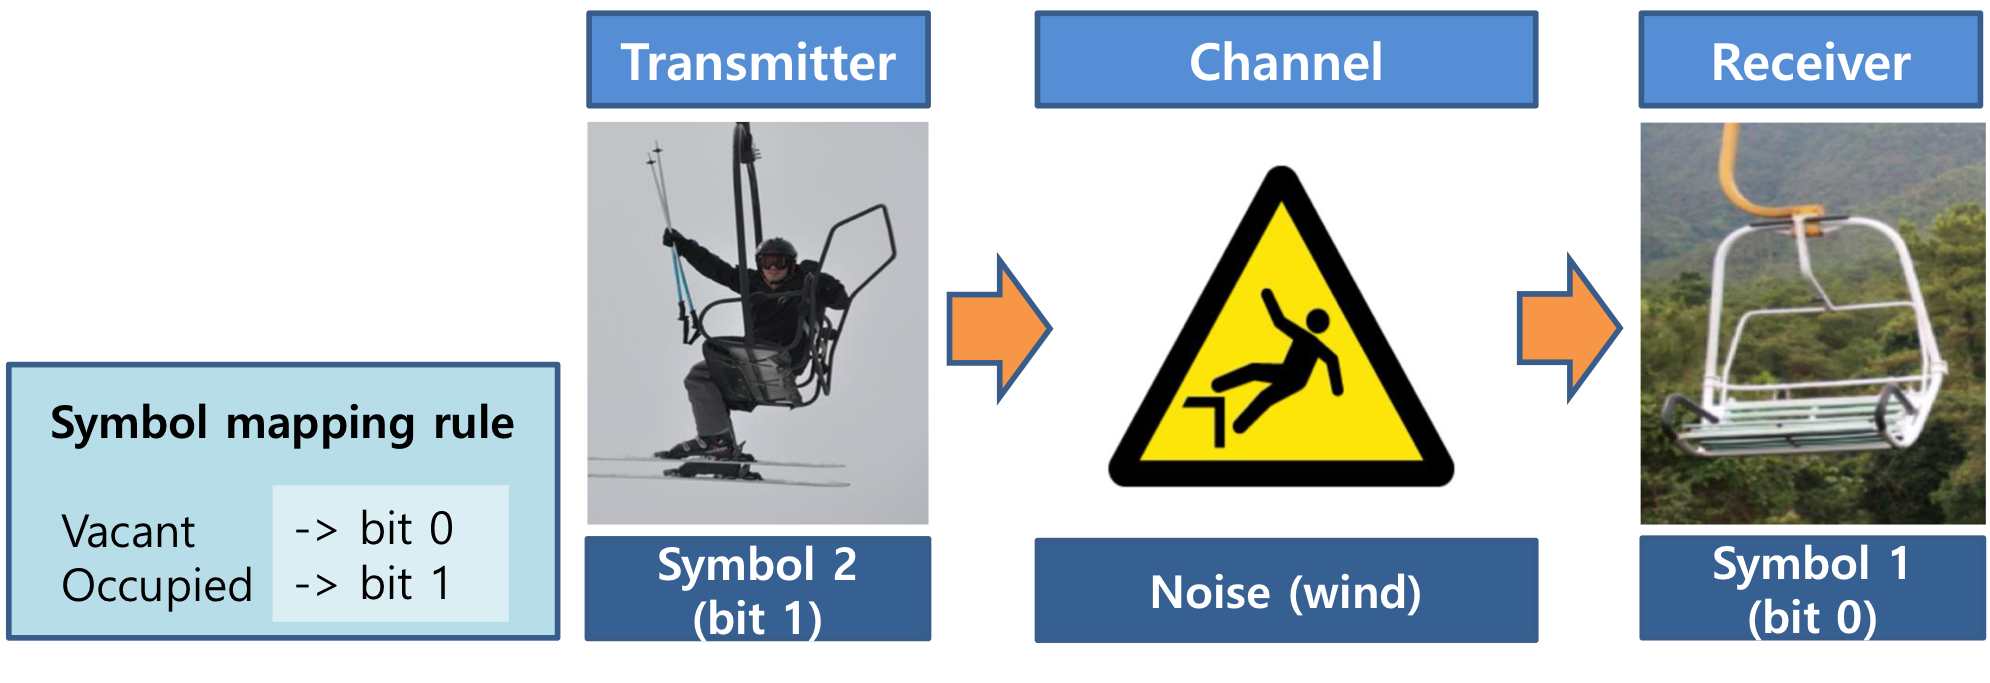 Transmitter
Channel
Receiver
Symbol mapping rule
Vacant -> bit 0
Occupied -> bit 1
Symbol 2
(bit 1)
Noise (wind)
Symbol 1
(bit 0)